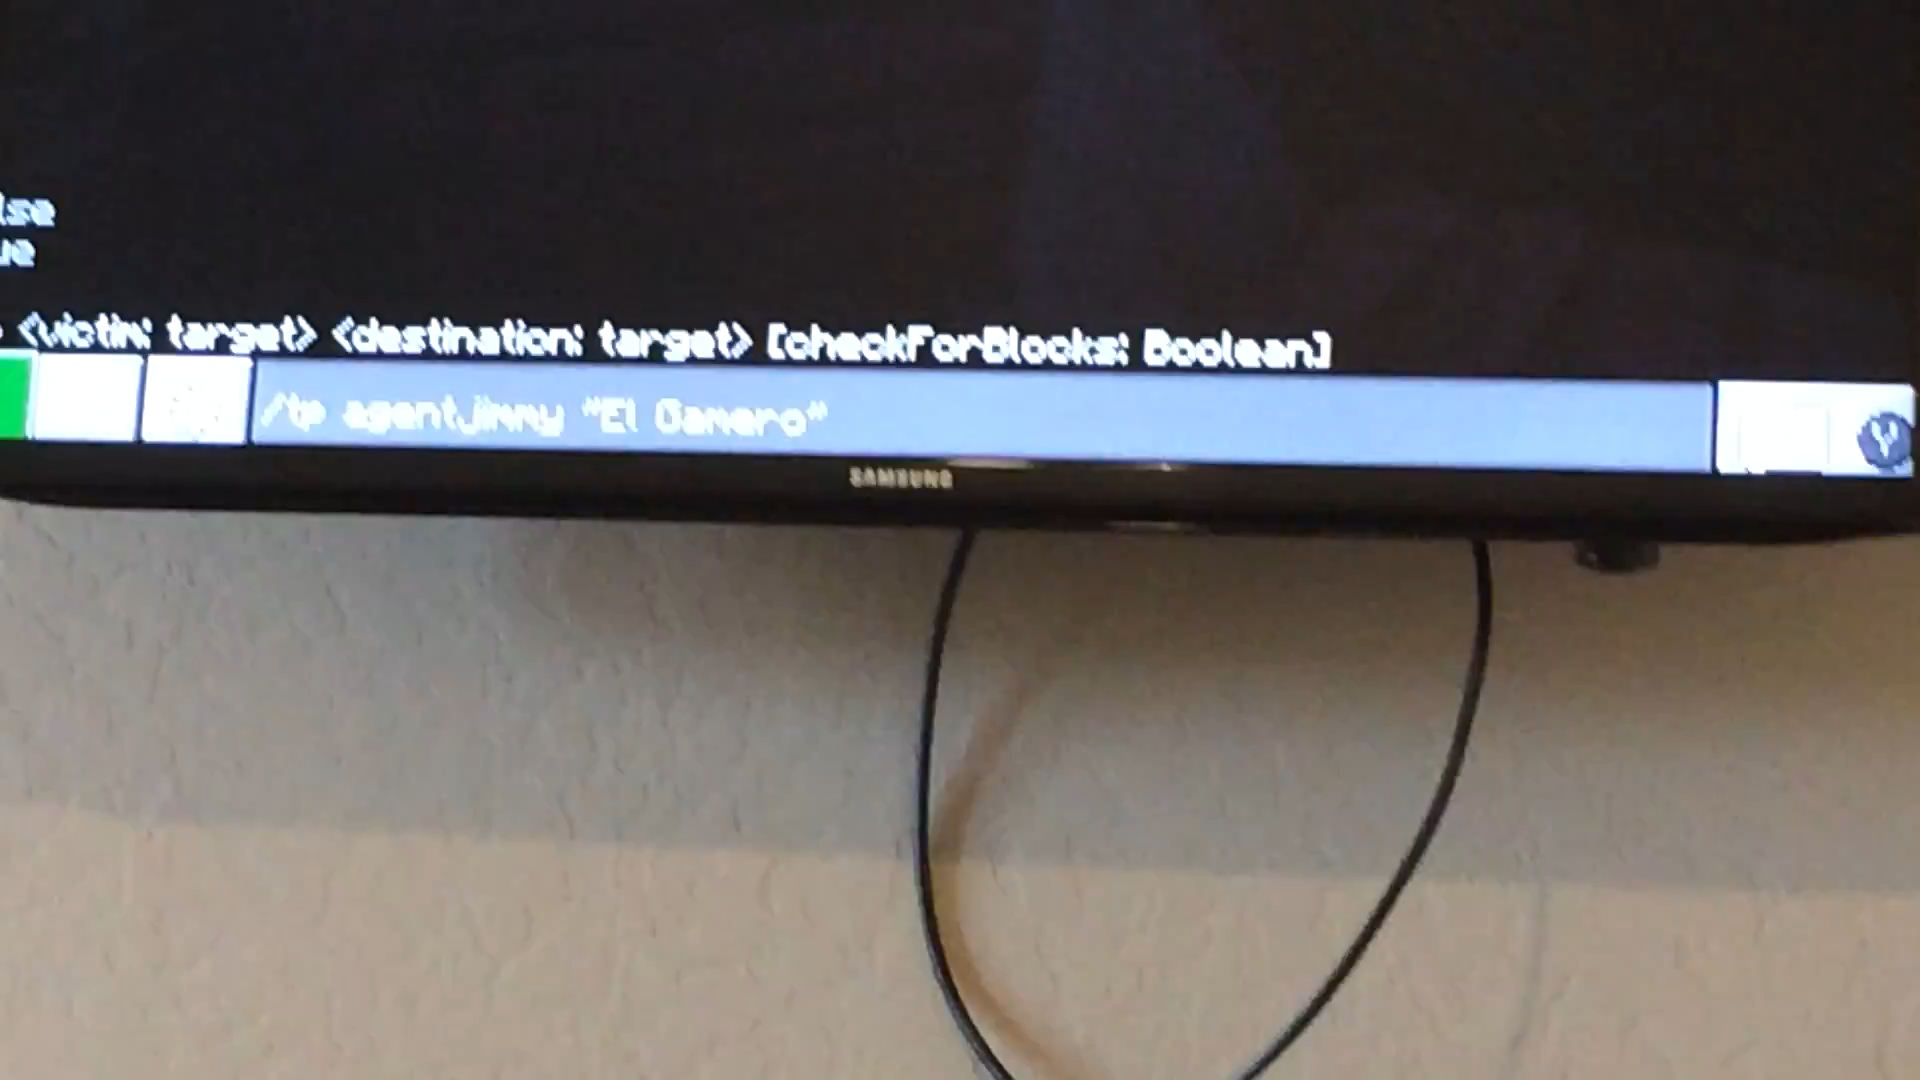 lse
ue
<victim: target> <destination: target> [checkForBlocks: Boolean]
/tp agentjimmy "El Gamero"
SAMSUNG
Y